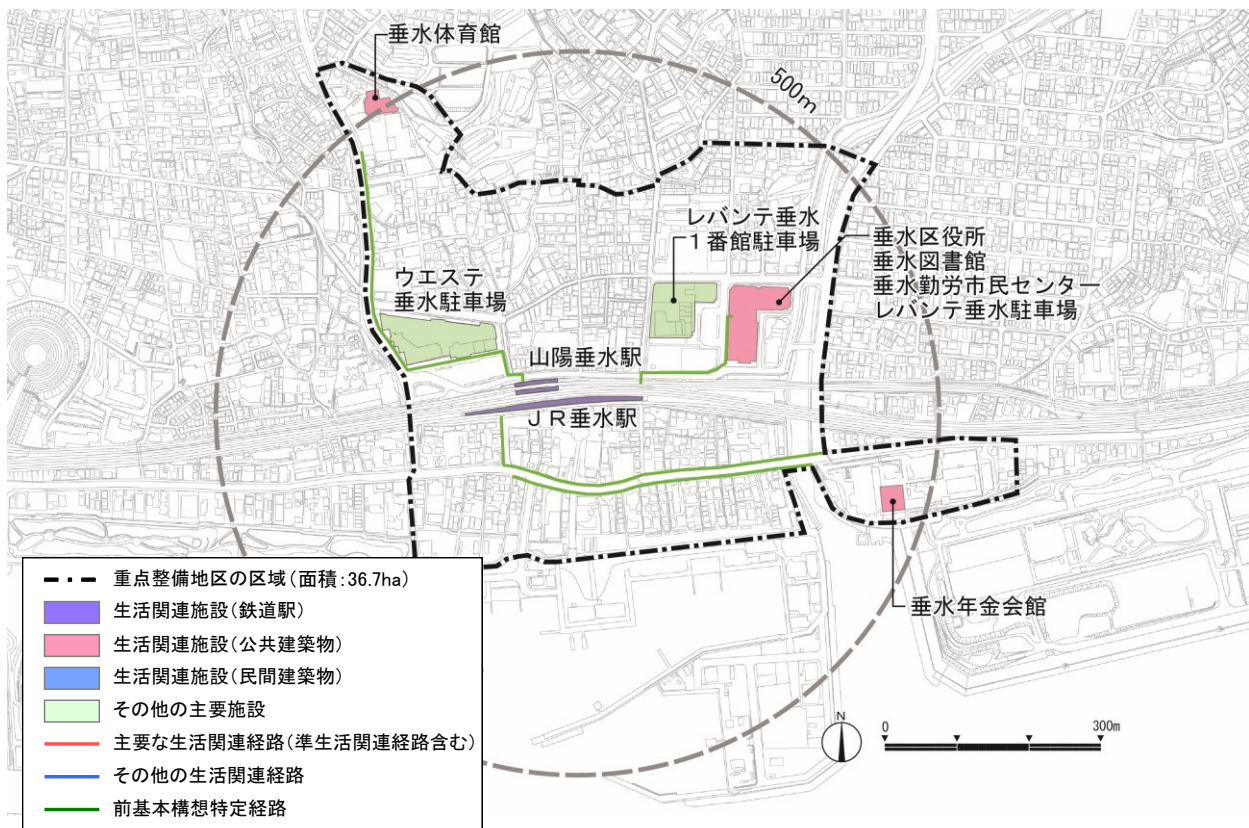 垂水体育館
500m
レバンテ垂水
１番館駐車場
垂水区役所
垂水図書館
垂水勤労市民センター
レバンテ垂水駐車場
ウエステ
垂水駐車場
山陽垂水駅
ＪＲ垂水駅
垂水年金会館
重点整備地区の区域（面積：36.7ha）
生活関連施設（鉄道駅）
生活関連施設（公共建築物）
生活関連施設（民間建築物）
その他の主要施設
主要な生活関連経路（準生活関連経路含む）
その他の生活関連経路
前基本構想特定経路
N
0
300m